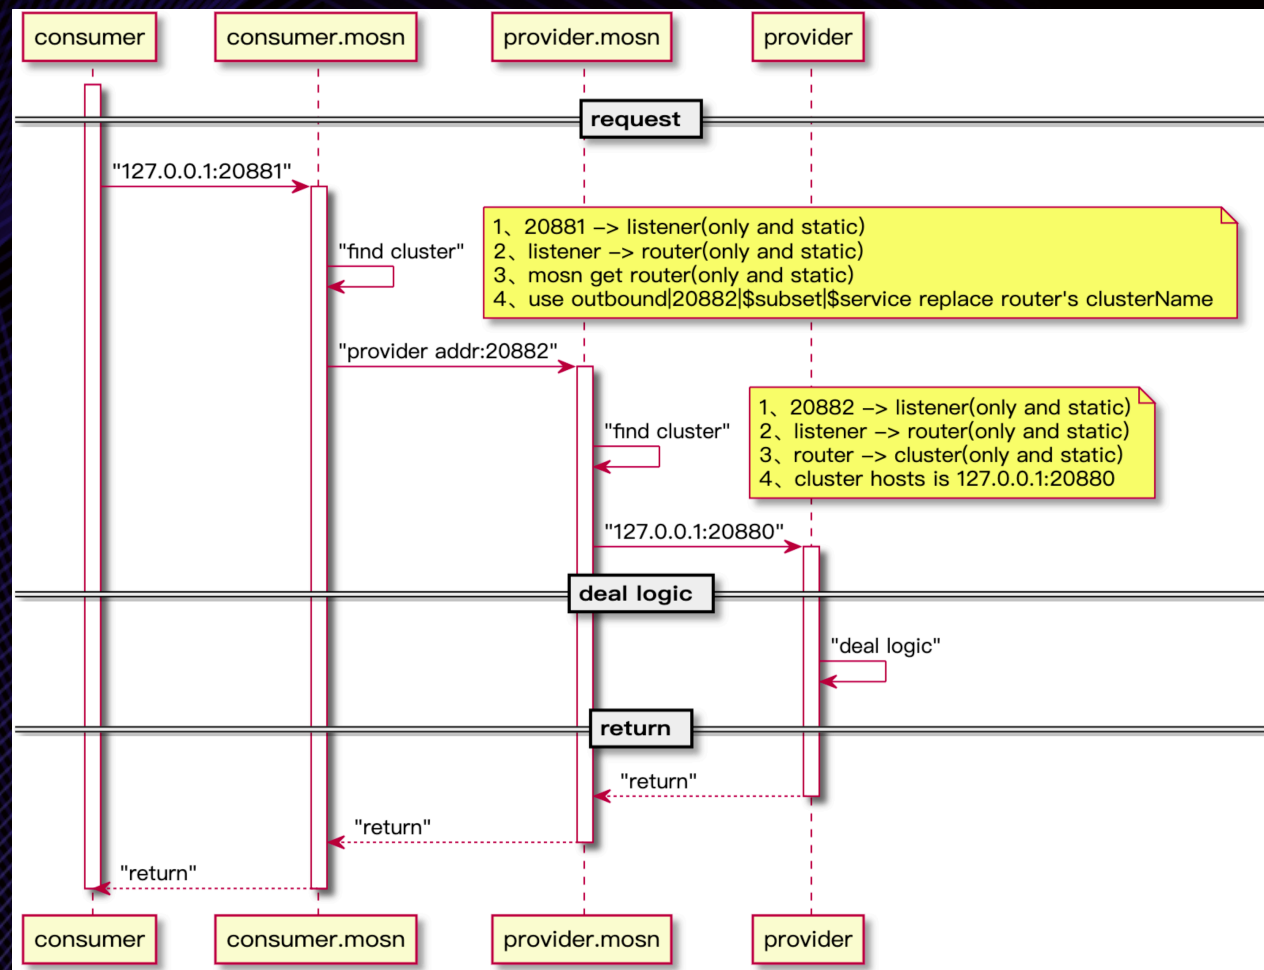 consumer
consumer.mosn
provider.mosn
provider
request
"127.0.0.1:20881"
"find cluster"
1、20881 –> listener(only and static)
2、listener –> router(only and static)
3、mosn get router(only and static)
4、use outbound|20882|$subset|$service replace router's clusterName
"provider addr:20882"
"find cluster"
1、20882 –> listener(only and static)
2、listener –> router(only and static)
3、router –> cluster(only and static)
4、cluster hosts is 127.0.0.1:20880
"127.0.0.1:20880"
deal logic
"deal logic"
return
"return"
"return"
"return"
consumer
consumer.mosn
provider.mosn
provider